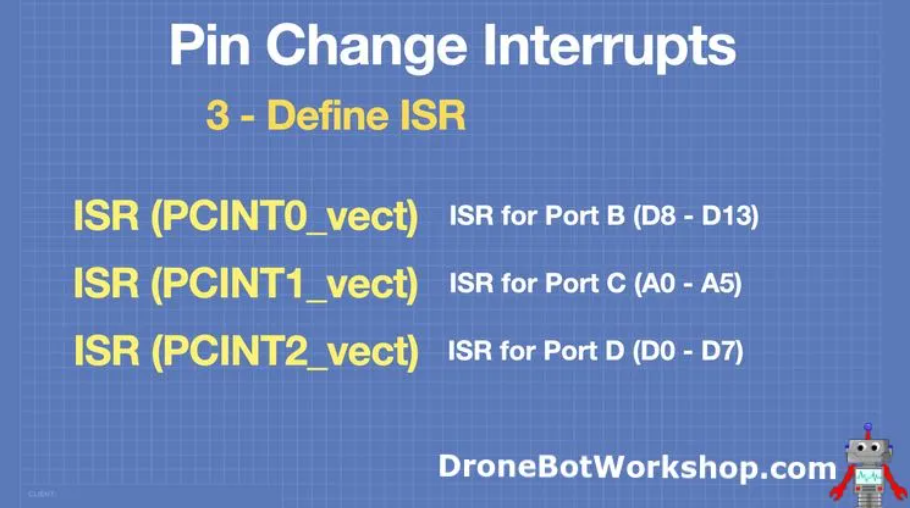 Pin Change Interrupts
3 - Define ISR
ISR (PCINT0_vect) ISR for Port B (D8 - D13)
ISR (PCINT1_vect) ISR for Port C (A0 - A5)
ISR (PCINT2_vect) ISR for Port D (D0 - D7)
DroneBotWorkshop.com
CLIENT: